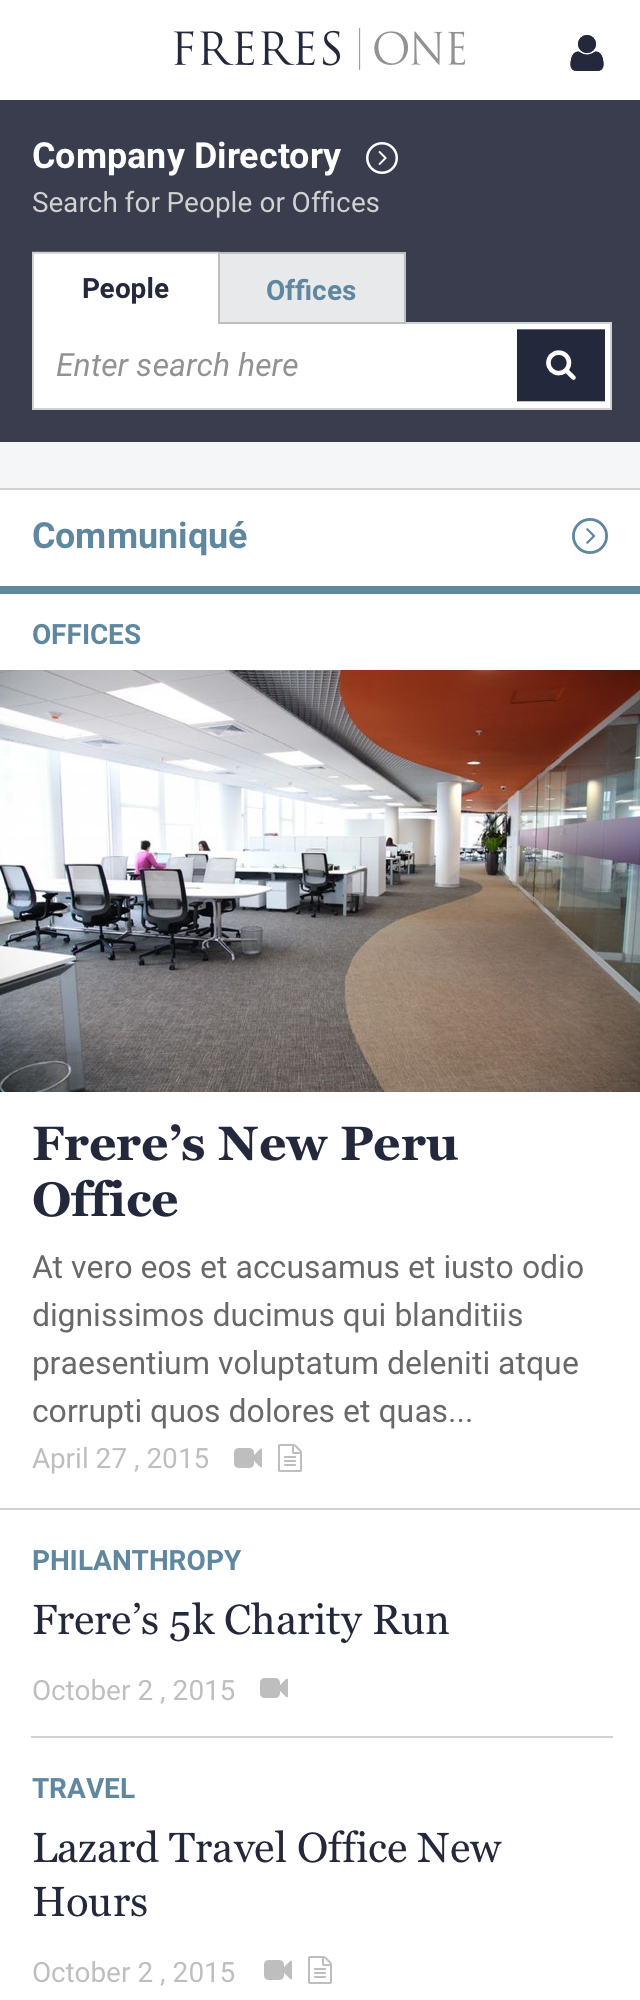 FRERES | ONE
Company Directory
Search for People or Offices
People
Offices
Enter search here
Communiqué
OFFICES
Frere’s New Peru
Office
At vero eos et accusamus et iusto odio
dignissimos ducimus qui blanditiis
praesentium voluptatum deleniti atque
corrupti quos dolores et quas...
April 27 , 2015
PHILANTHROPY
Frere’s 5k Charity Run
October 2 , 2015
TRAVEL
Lazard Travel Office New
Hours
October 2 , 2015